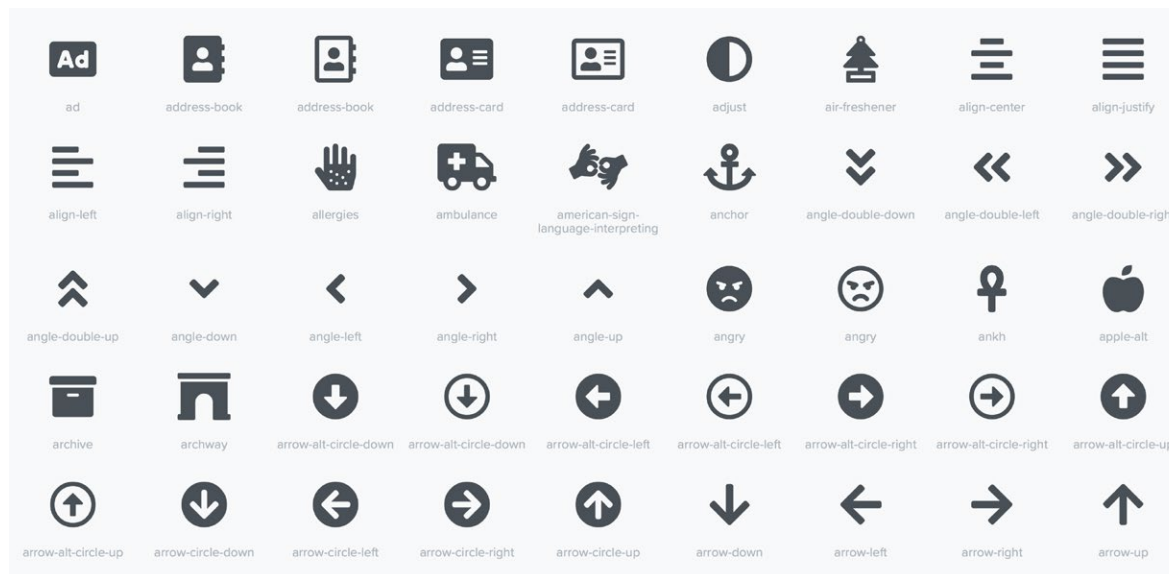 Ad
ad address-book address-book address-card address-card adjust air-freshener align-center align-justify
align-left align-right allergies ambulance american-sign-
language-interpreting anchor angle-double-down angle-double-left angle-double-righ
angle-double-up angle-down angle-left angle-right angle-up angry angry ankh apple-alt
archive archway arrow-alt-circle-down arrow-alt-circle-down arrow-alt-circle-left arrow-alt-circle-left arrow-alt-circle-right arrow-alt-circle-right arrow-alt-circle-up
arrow-alt-circle-up arrow-circle-down arrow-circle-left arrow-circle-right arrow-circle-up arrow-down arrow-left arrow-right arrow-up